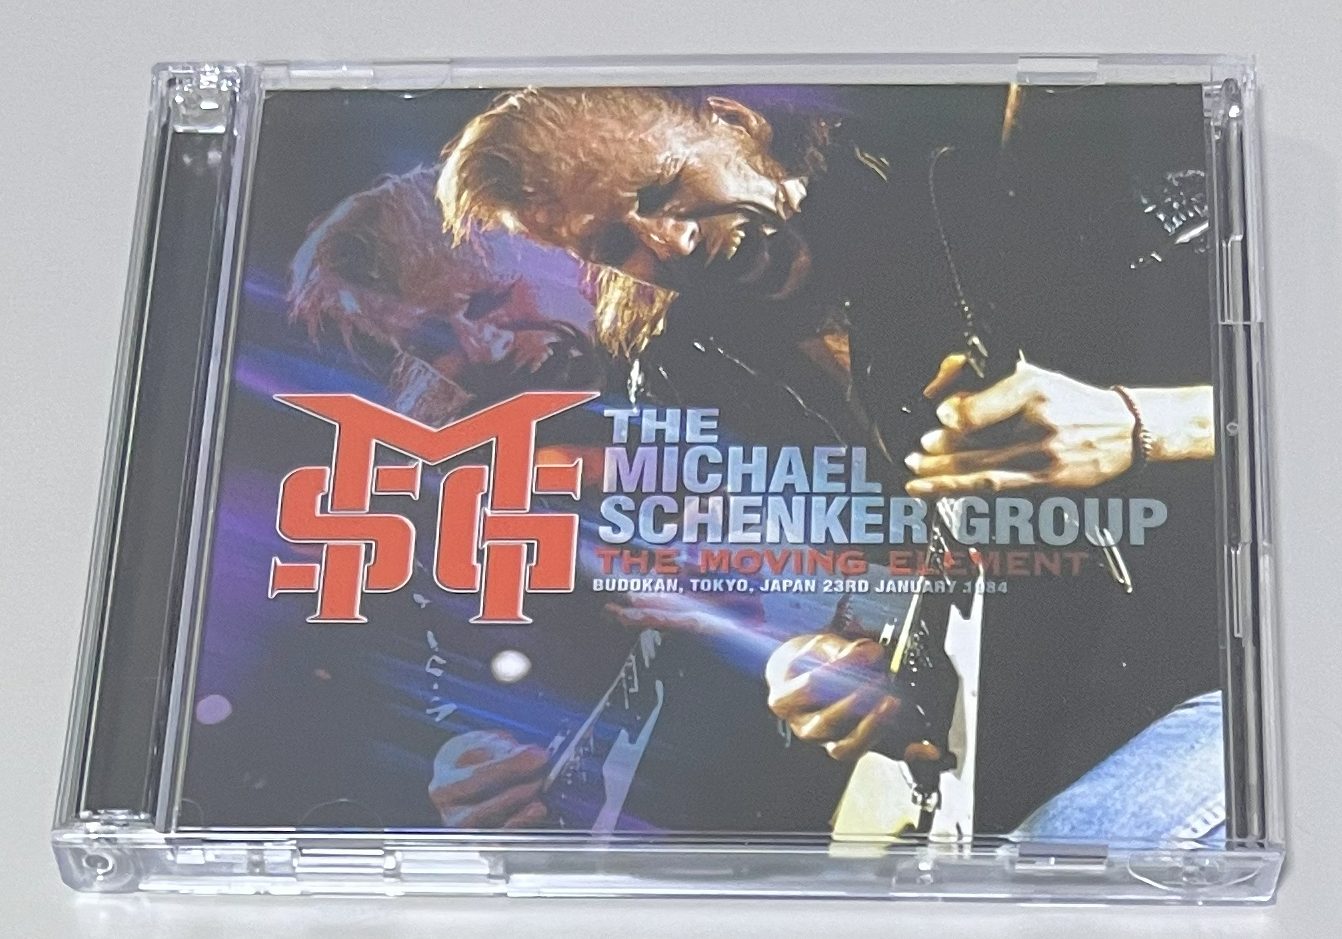 MSG
THE
MICHAEL
SCHENKER GROUP
THE MOVING ELEMENT
BUDOKAN, TOKYO, JAPAN 23RD JANUARY 1984